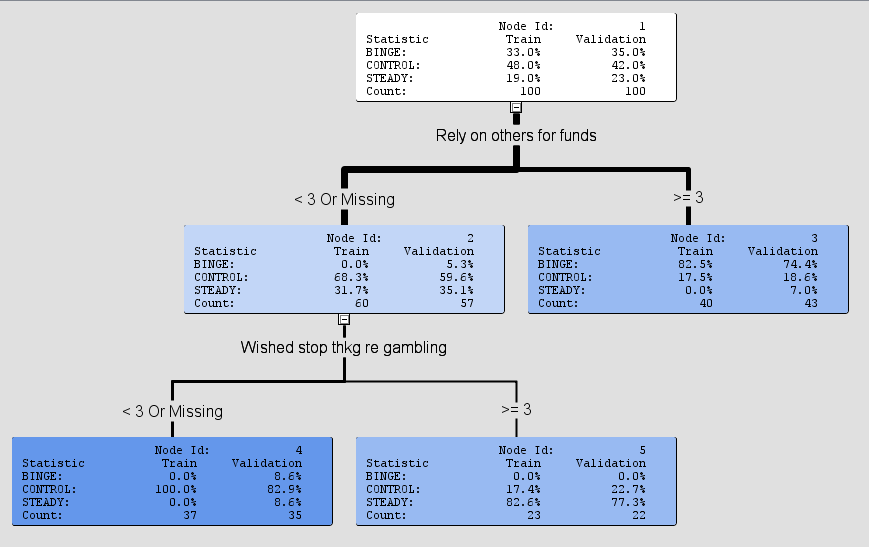 Node Id: 1
Statistic Train Validation
BINGE: 33.0% 35.0%
CONTROL: 48.0% 42.0%
STEADY: 19.0% 23.0%
Count: 100 100
Rely on others for funds
< 3 Or Missing >= 3
Node Id: 2
Statistic Train Validation
BINGE: 0.0% 5.3%
CONTROL: 68.3% 59.6%
STEADY: 31.7% 35.1%
Count: 60 57
Node Id: 3
Statistic Train Validation
BINGE: 82.5% 74.4%
CONTROL: 17.5% 18.6%
STEADY: 0.0% 7.0%
Count: 40 43
Wished stop thkg re gambling
< 3 Or Missing >= 3
Node Id: 4
Statistic Train Validation
BINGE: 0.0% 8.6%
CONTROL: 100.0% 82.9%
STEADY: 0.0% 8.6%
Count: 37 35
Node Id: 5
Statistic Train Validation
BINGE: 0.0% 0.0%
CONTROL: 17.4% 22.7%
STEADY: 82.6% 77.3%
Count: 23 22